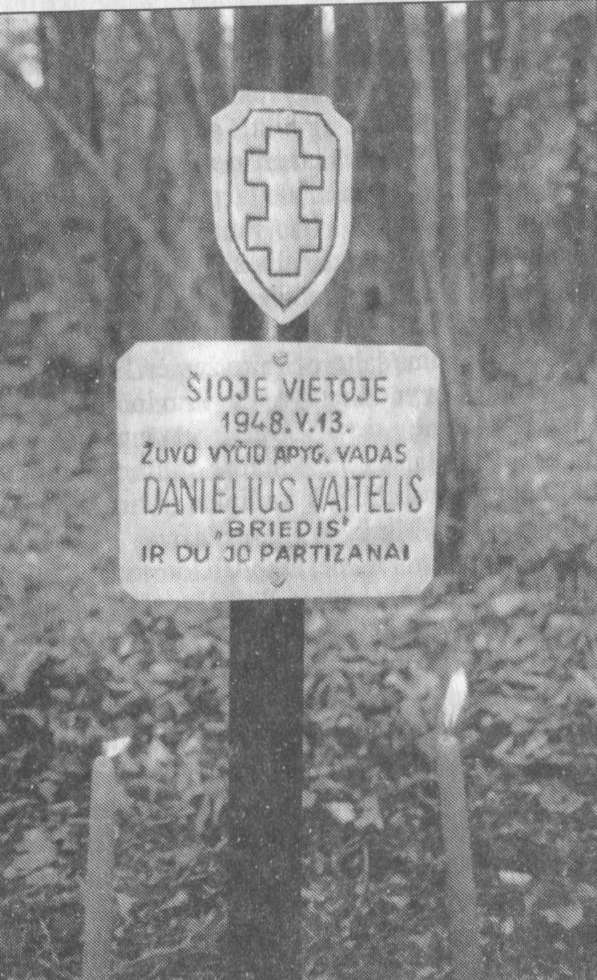 ŠIOJE VIETOJE
1948.V.13.
ŽUVO VYČIO APYG. VADAS
DANIELIUS VAITELIS
„BRIEDIS"
IR DU JO PARTIZANAI